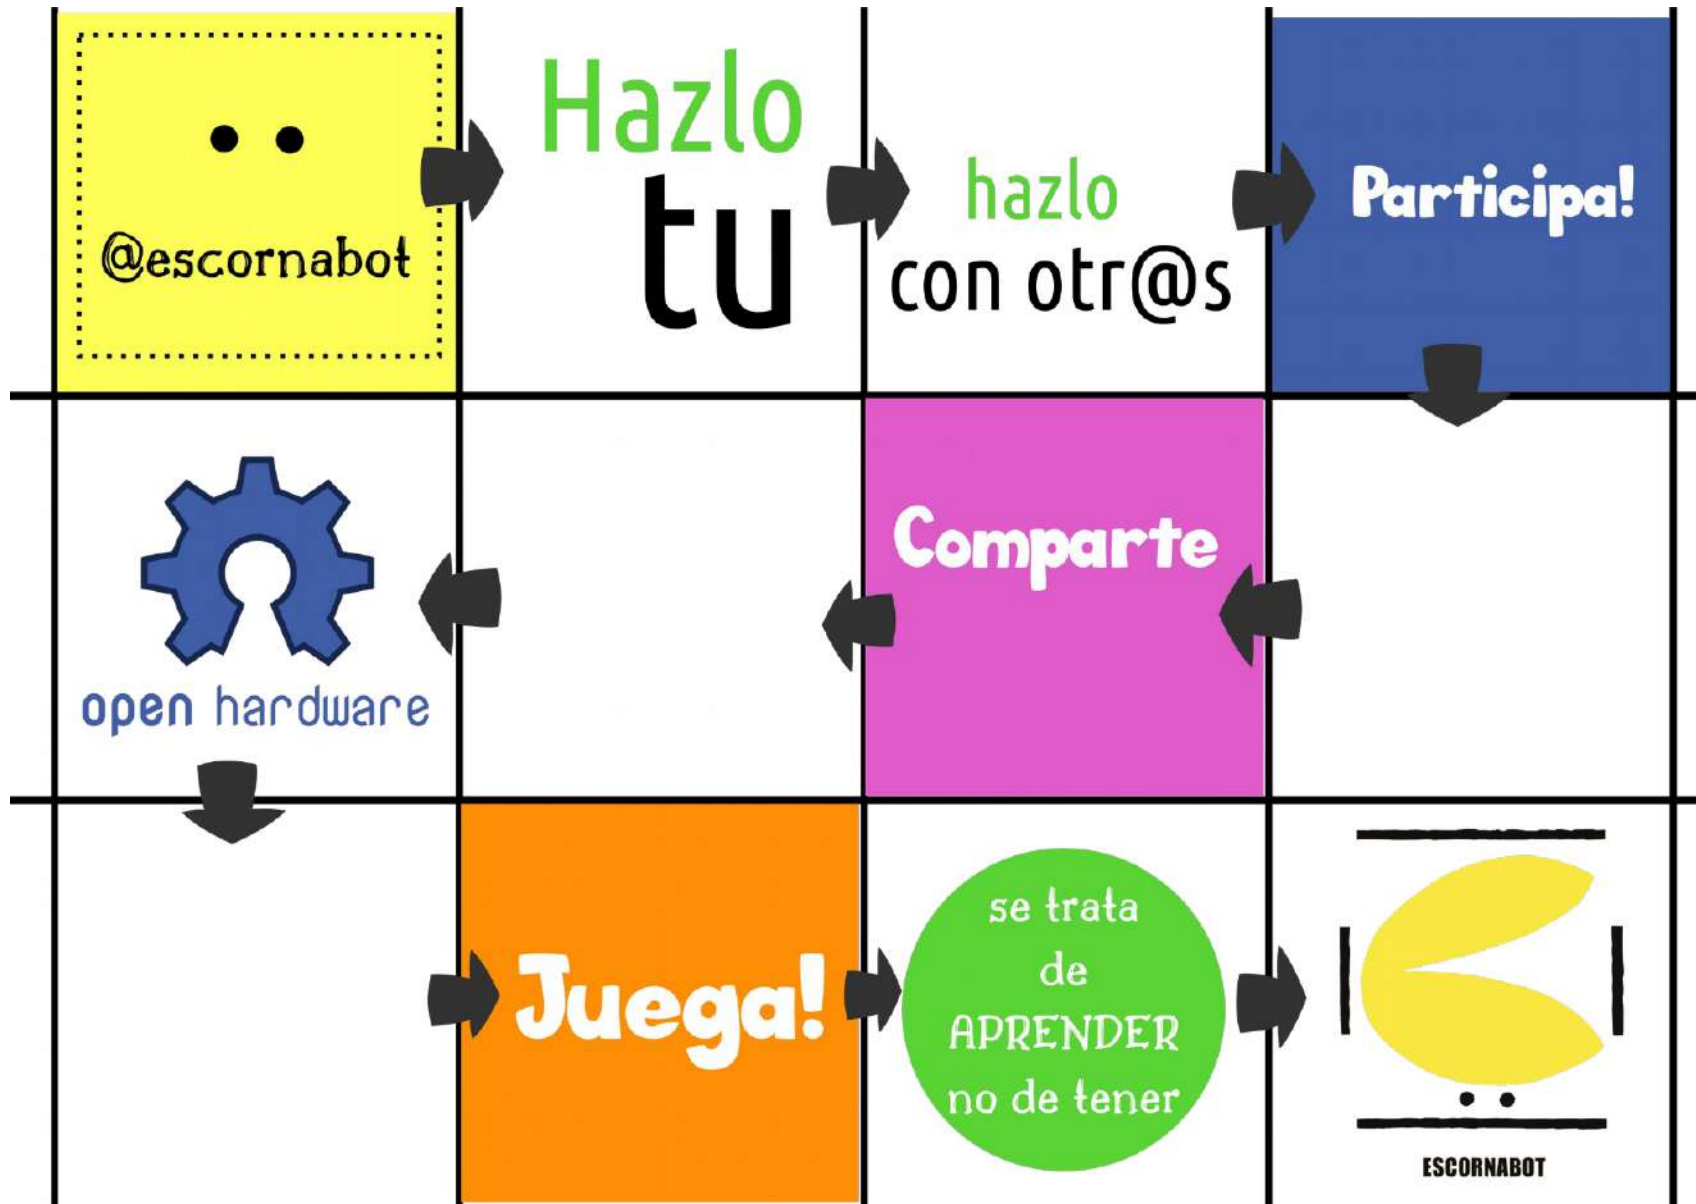 @escornabot
Hazlo
tu
hazlo
con otr@s
Participa!
Comparte
open hardware
Juega!
se trata
de
APRENDER
no de tener
ESCORNABOT